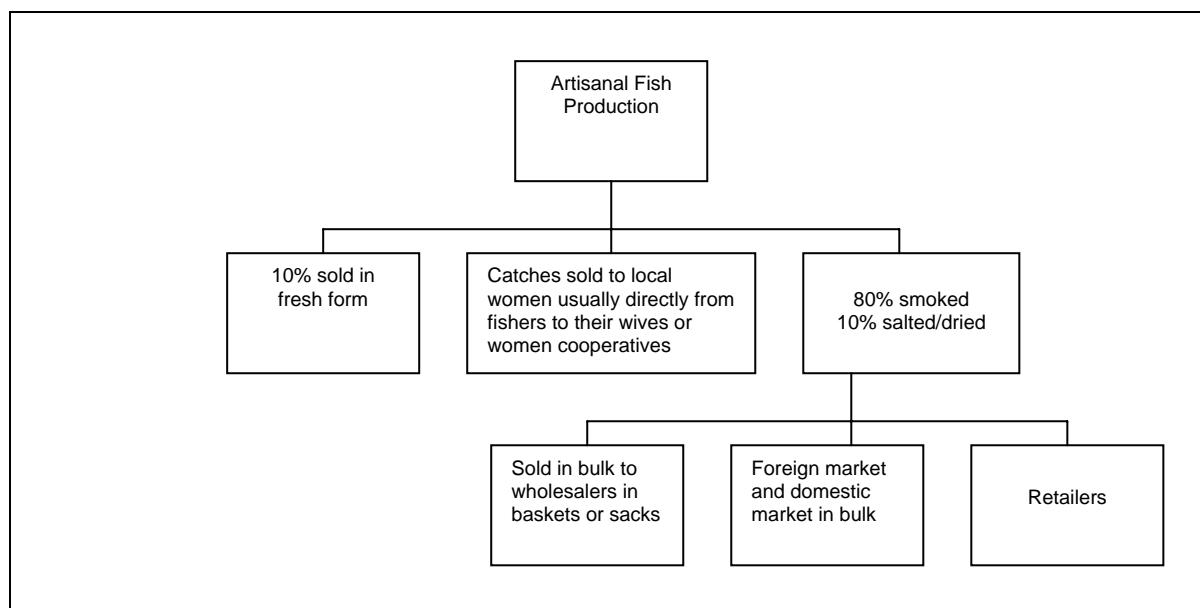 Artisanal Fish
Production
10% sold in
fresh form
Catches sold to local
women usually directly from
fishers to their wives or
women cooperatives
80% smoked
10% salted/dried
Sold in bulk to
wholesalers in
baskets or sacks
Foreign market
and domestic
market in bulk
Retailers